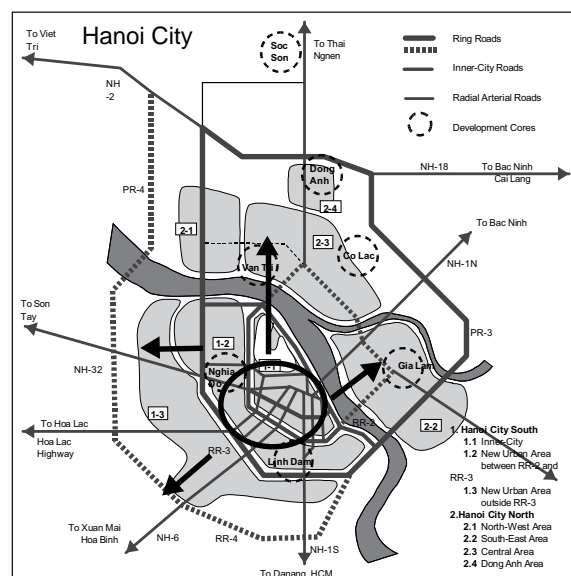 Hanoi City
Ring Roads
Inner-City Roads
Radial Arterial Roads
Development Cores
To Viet
Tri
Soc
Son
To Thai
Ngnen
NH
-2
Dong
Anh
NH-18
To Bac Ninh
Cai Lang
PR-4
2-4
2-1
2-3
To Bac Ninh
Van Tri
Co Lac
NH-1N
To Son
Tay
PR-3
1-2
1-1
NH-32
Nghia
Do
Gia Lam
1-3
2-2
RR-2
To Hoa Lac
Hoa Lac
Highway
RR-3
Linh Dam
To Xuan Mai
Hoa Binh
NH-6
RR-4
NH-1S
To Danang, HCM
1. Hanoi City South
1.1 Inner-City
1.2 New Urban Area
between RR-2 and
RR-3
1.3 New Urban Area
outside RR-3
2.Hanoi City North
2.1 North-West Area
2.2 South-East Area
2.3 Central Area
2.4 Dong Anh Area